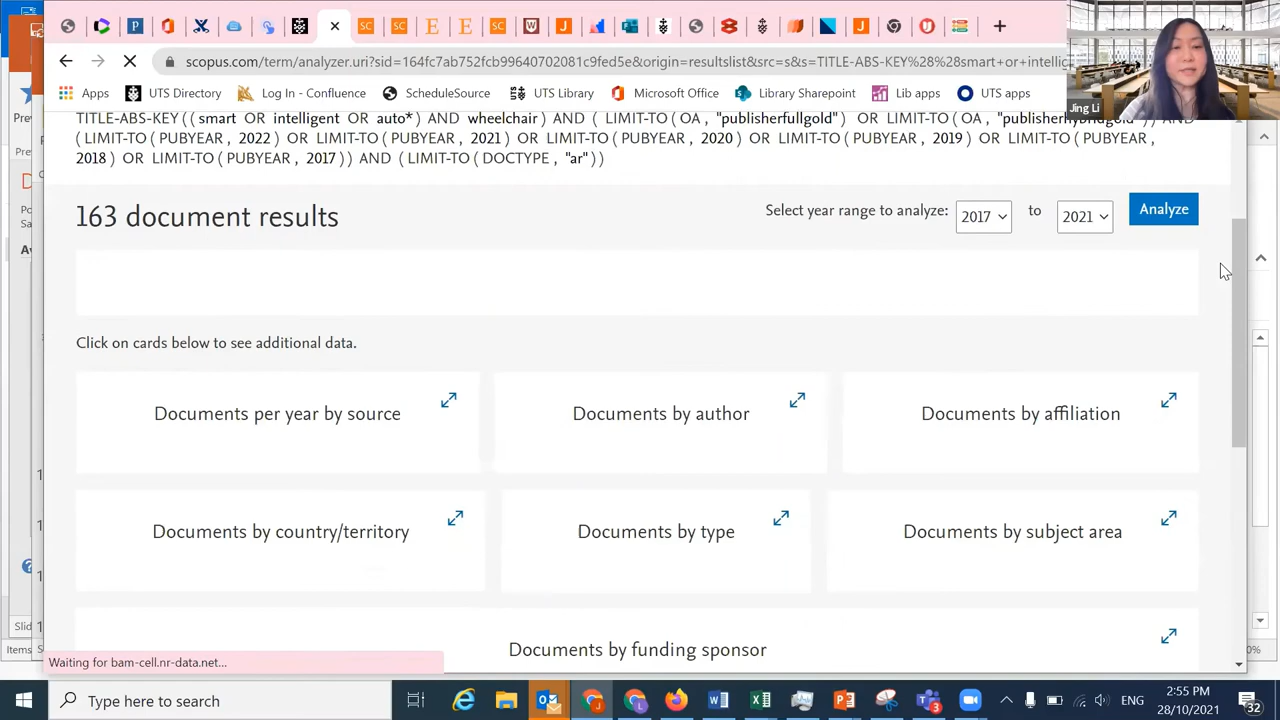 scopus.com/term/analyzer.uri?sid=1c4fc0b752fdc9640702081c9fed5e&origin=resultslist&src=s&s=TITLE-ABS-KEY%28%28smart+or+intellic
Apps
UTS Directory
Log In - Confluence
ScheduleSource
UTS Library
Microsoft Office
Library Sharepoint
Lib apps
UTS apps
Jing Li
TITLE-ABS-KEY((smart OR intelligent OR auto*) AND wheelchair) AND ( LIMIT-TO ( OA , "publisherfullgold") OR LIMIT-TO ( OA , "publisherhybridgold")) AND
(LIMIT-TO ( PUBYEAR , 2022) OR LIMIT-TO ( PUBYEAR , 2021) OR LIMIT-TO ( PUBYEAR , 2020) OR LIMIT-TO ( PUBYEAR , 2019) OR LIMIT-TO ( PUBYEAR ,
2018) OR LIMIT-TO ( PUBYEAR , 2017)) AND ( LIMIT-TO ( DOCTYPE , "ar"))
163 document results
Select year range to analyze: 2017 to 2021 Analyze
Click on cards below to see additional data.
Documents per year by source
Documents by author
Documents by affiliation
Documents by country/territory
Documents by type
Documents by subject area
Documents by funding sponsor
Waiting for bam-cell.nr-data.net...
Slid
Items
0%
Type here to search
ENG
2:55 PM
28/10/2021
32